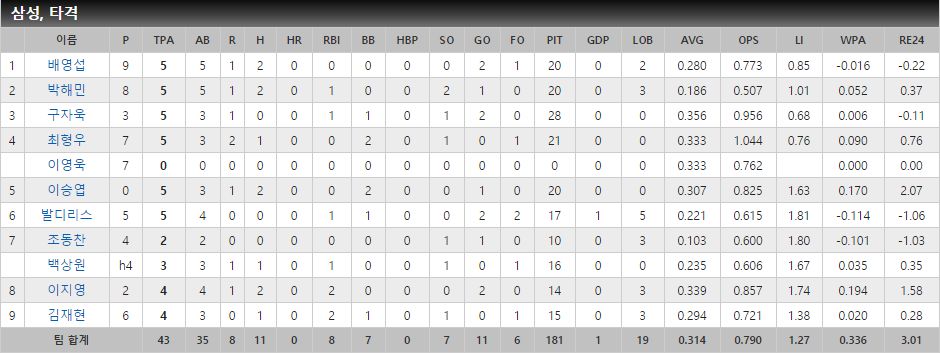 삼성, 타격
이름 P TPA AB R H HR RBI BB HBP SO GO FO PIT GDP LOB AVG OPS LI WPA RE24
1 배영섭 9 5 5 1 2 0 0 0 0 0 2 1 20 0 2 0.280 0.773 0.85 -0.016 -0.22
2 박해민 8 5 5 1 2 0 1 0 0 2 1 0 20 0 3 0.186 0.507 1.01 0.052 0.37
3 구자욱 3 5 3 1 0 0 1 1 0 1 2 0 28 0 0 0.356 0.956 0.68 0.006 -0.11
4 최형우 7 5 3 2 1 0 0 2 0 1 0 1 21 0 0 0.333 1.044 0.76 0.090 0.76
이영욱 7 0 0 0 0 0 0 0 0 0 0 0 0 0 0 0.333 0.762 0.000 0.00
5 이승엽 0 5 3 1 2 0 0 2 0 0 1 0 20 0 0 0.307 0.825 1.63 0.170 2.07
6 발디리스 5 5 4 0 0 0 1 1 0 0 2 2 17 1 5 0.221 0.615 1.81 -0.114 -1.06
7 조동찬 4 2 2 0 0 0 0 0 0 1 1 0 10 0 3 0.103 0.600 1.80 -0.101 -1.03
백상원 h4 3 3 1 1 0 1 0 0 1 0 1 16 0 0 0.235 0.606 1.67 0.035 0.35
8 이지영 2 4 4 1 2 0 2 0 0 0 2 0 14 0 3 0.339 0.857 1.74 0.194 1.58
9 김재현 6 4 3 0 1 0 2 1 0 1 0 1 15 0 3 0.294 0.721 1.38 0.020 0.28
팀 합계 43 35 8 11 0 8 7 0 7 11 6 181 1 19 0.314 0.790 1.27 0.336 3.01